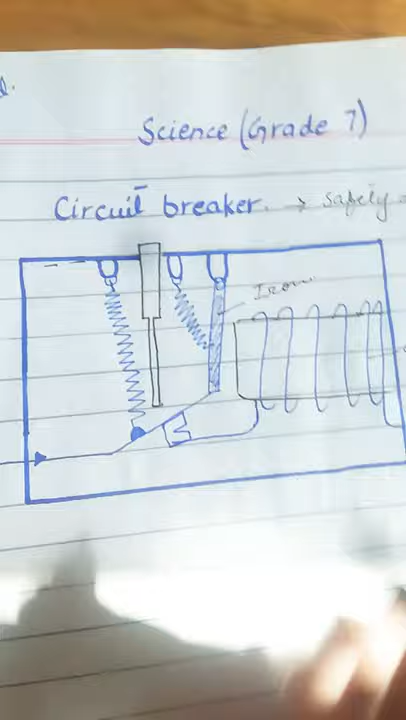 Science (Grade 7)
Circuit breaker. → safety
Iron